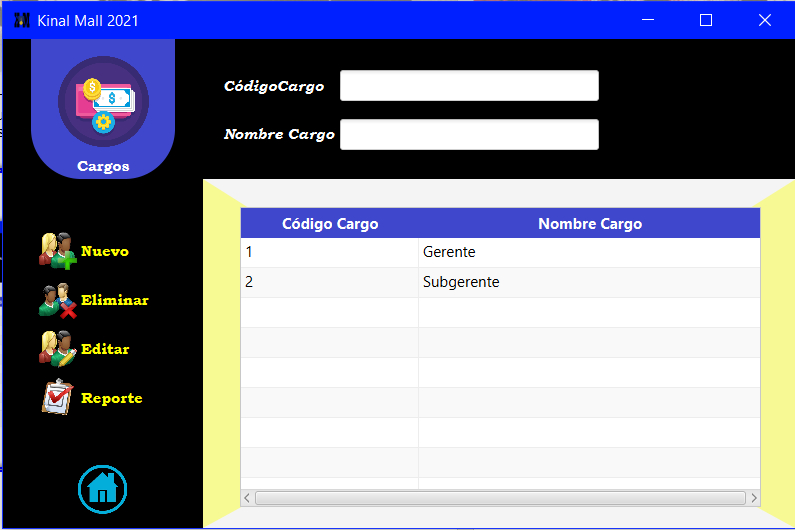 Kinal Mall 2021
CódigoCargo
Nombre Cargo
Cargos
Nuevo
Eliminar
Editar
Reporte
Código Cargo Nombre Cargo
1 Gerente
2 Subgerente